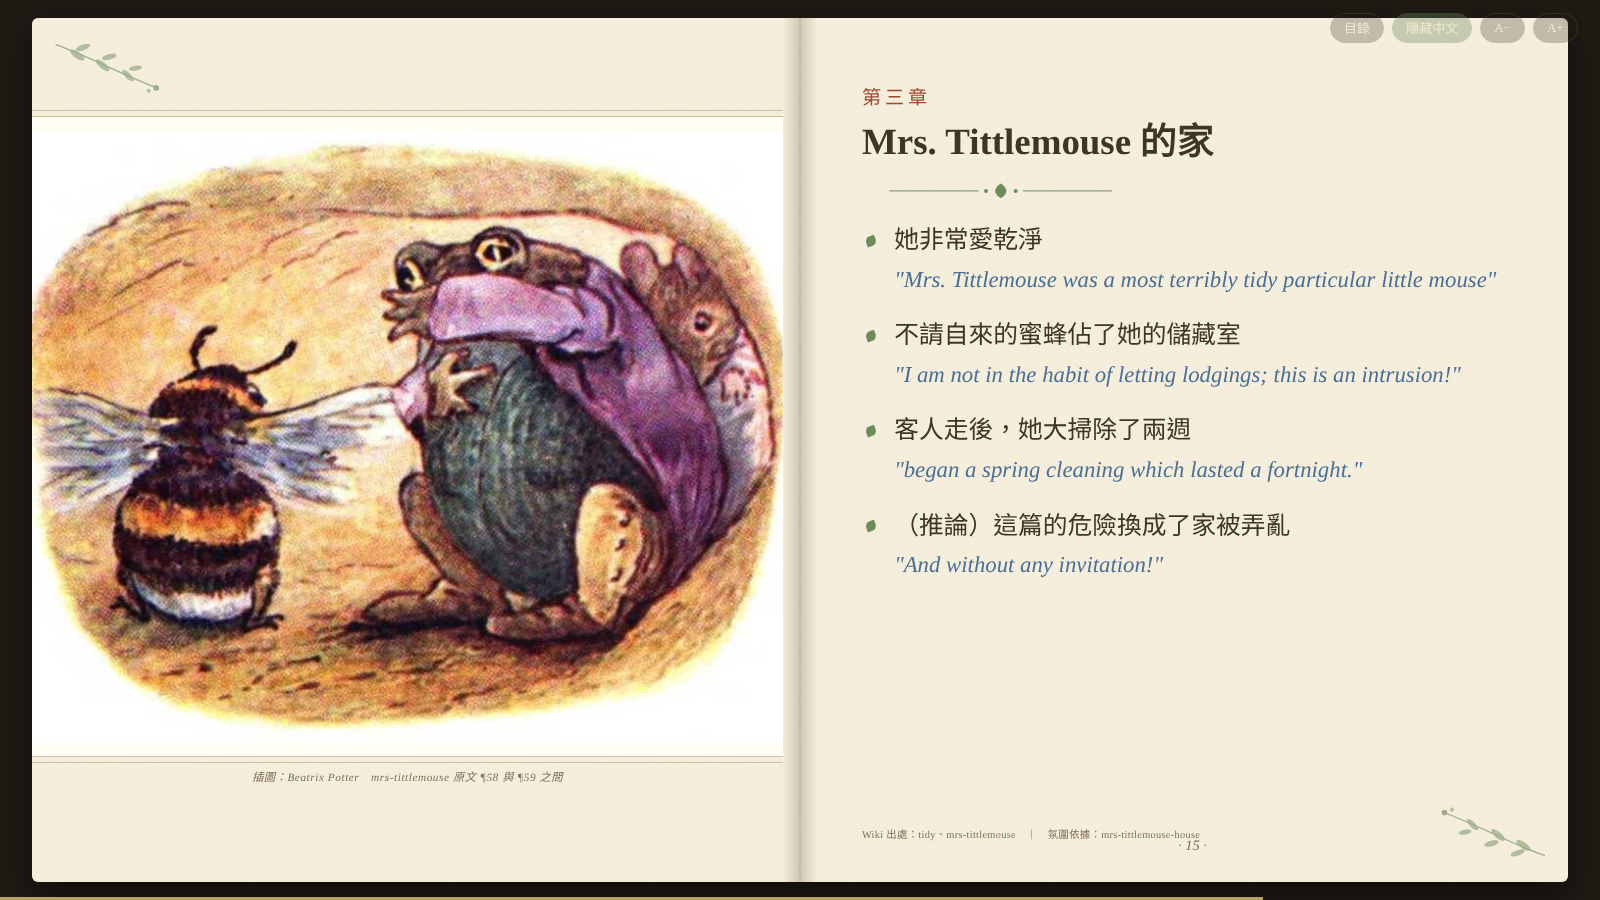 目錄 隱藏中文 A− A+
第三章
Mrs. Tittlemouse 的家
她非常愛乾淨
"Mrs. Tittlemouse was a most terribly tidy particular little mouse"
不請自來的蜜蜂佔了她的儲藏室
"I am not in the habit of letting lodgings; this is an intrusion!"
客人走後，她大掃除了兩週
"began a spring cleaning which lasted a fortnight."
（推論）這篇的危險換成了家被弄亂
"And without any invitation!"
插圖：Beatrix Potter mrs-tittlemouse 原文 ¶58 與 ¶59 之間
Wiki 出處：tidy、mrs-tittlemouse ｜ 氛圍依據：mrs-tittlemouse-house
· 15 ·